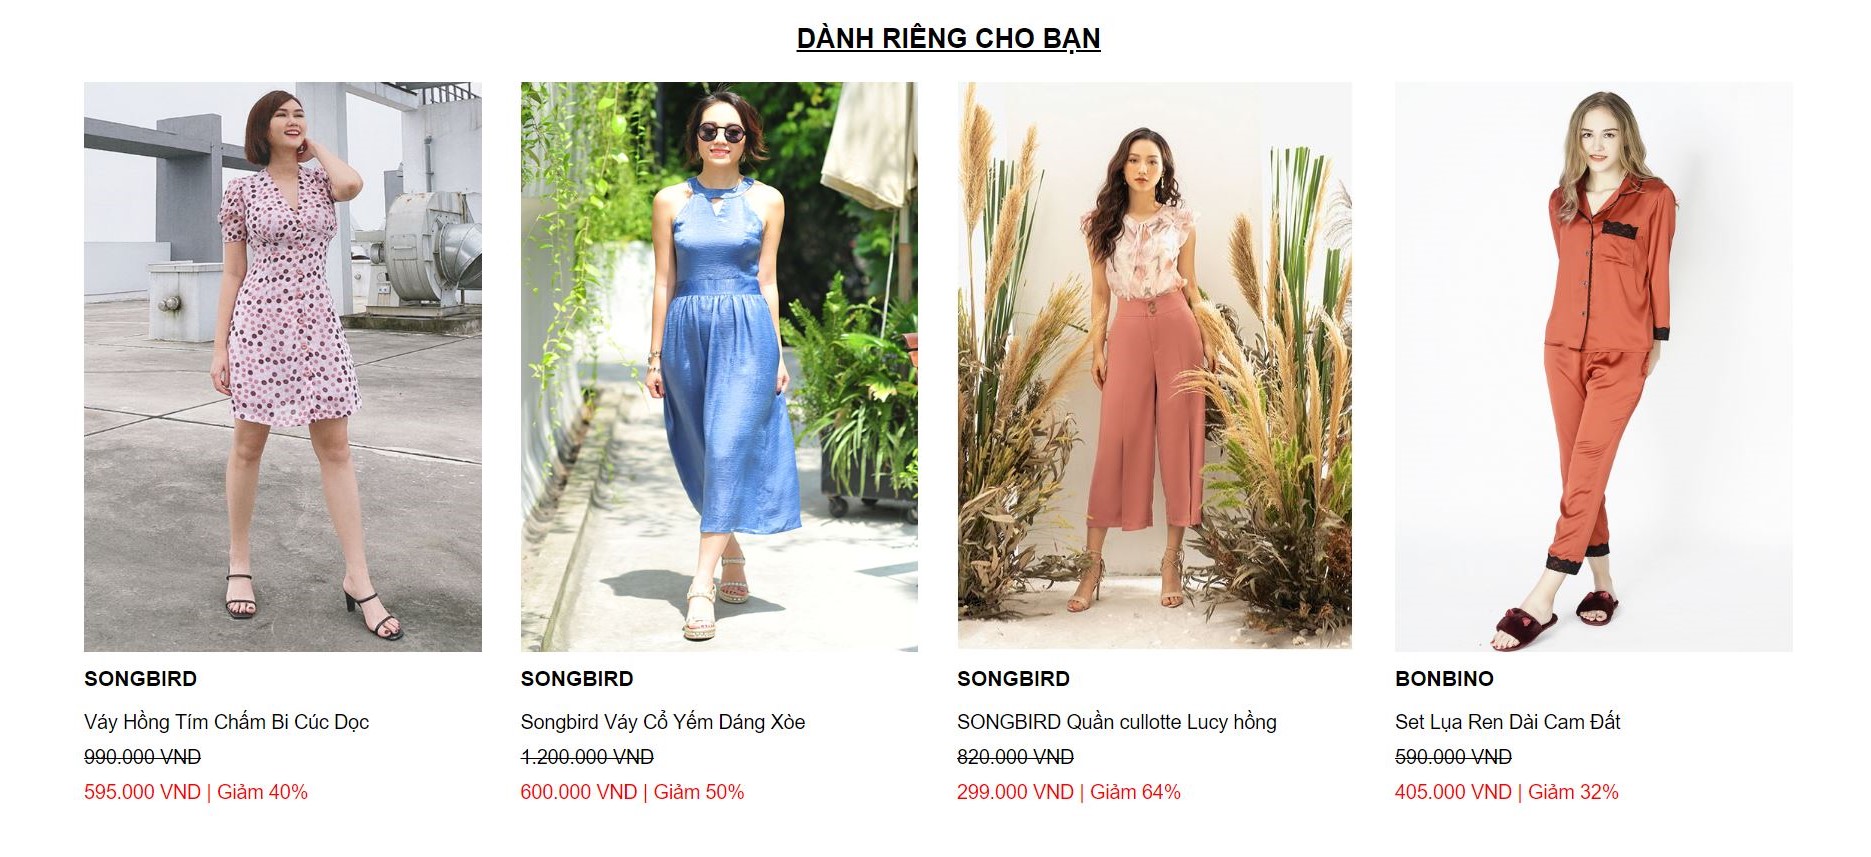 DÀNH RIÊNG CHO BẠN
SONGBIRD
Váy Hồng Tím Chấm Bi Cúc Dọc
990.000 VND
595.000 VND | Giảm 40%
SONGBIRD
Songbird Váy Cổ Yếm Dáng Xòe
1.200.000 VND
600.000 VND | Giảm 50%
SONGBIRD
SONGBIRD Quần cullotte Lucy hồng
820.000 VND
299.000 VND | Giảm 64%
BONBINO
Set Lụa Ren Dài Cam Đất
590.000 VND
405.000 VND | Giảm 32%